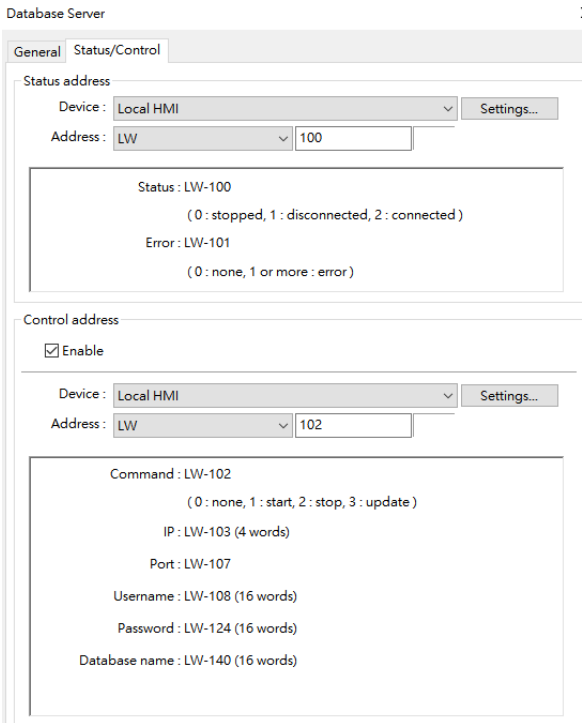 Database Server
General Status/Control
Status address
Device : Local HMI Settings...
Address : LW 100
Status : LW-100
( 0 : stopped, 1 : disconnected, 2 : connected )
Error : LW-101
( 0 : none, 1 or more : error )
Control address
Enable
Device : Local HMI Settings...
Address : LW 102
Command : LW-102
( 0 : none, 1 : start, 2 : stop, 3 : update )
IP : LW-103 (4 words)
Port : LW-107
Username : LW-108 (16 words)
Password : LW-124 (16 words)
Database name : LW-140 (16 words)